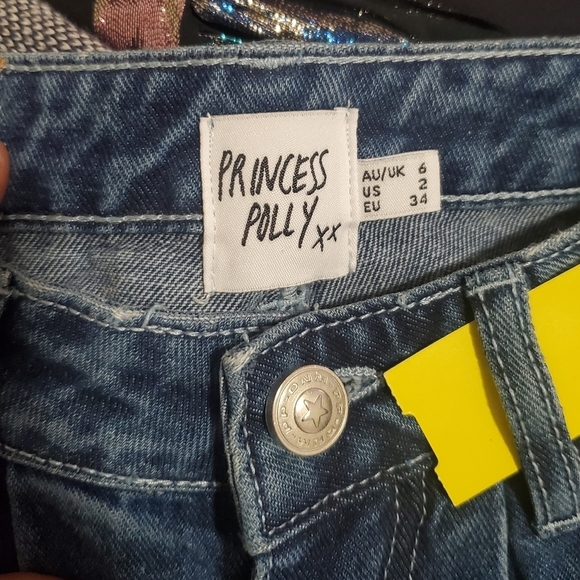 PRINCESS
POLLY xx
AU/UK 6
US 2
EU 34